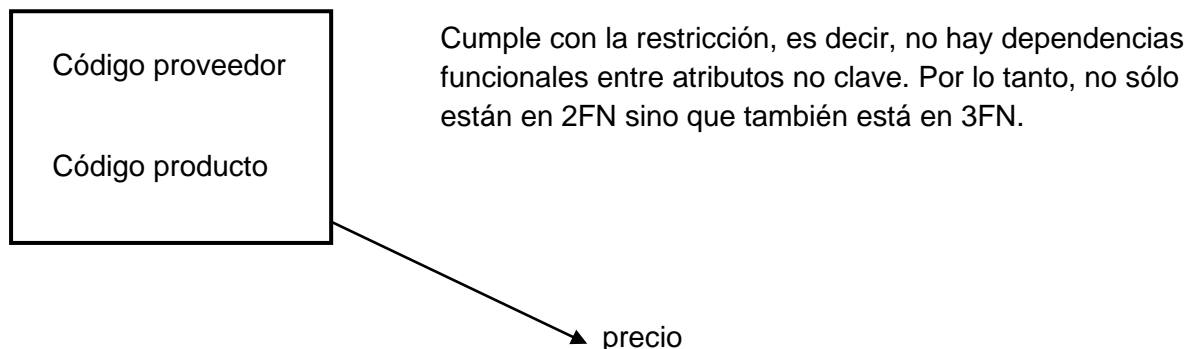 Código proveedor
Código producto
Cumple con la restricción, es decir, no hay dependencias
funcionales entre atributos no clave. Por lo tanto, no sólo
están en 2FN sino que también está en 3FN.
precio